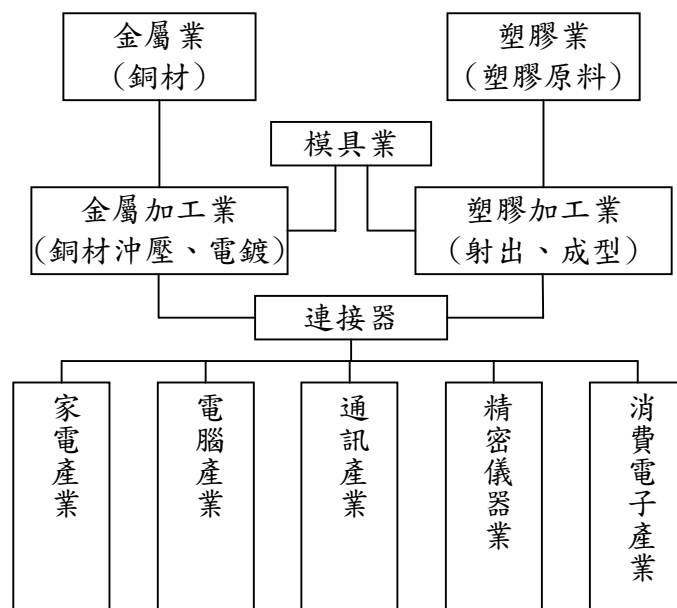 金屬業
(銅材)
塑膠業
(塑膠原料)
模具業
金屬加工業
(銅材沖壓、電鍍)
塑膠加工業
(射出、成型)
連接器
家電產業
電腦產業
通訊產業
精密儀器業
消費電子產業